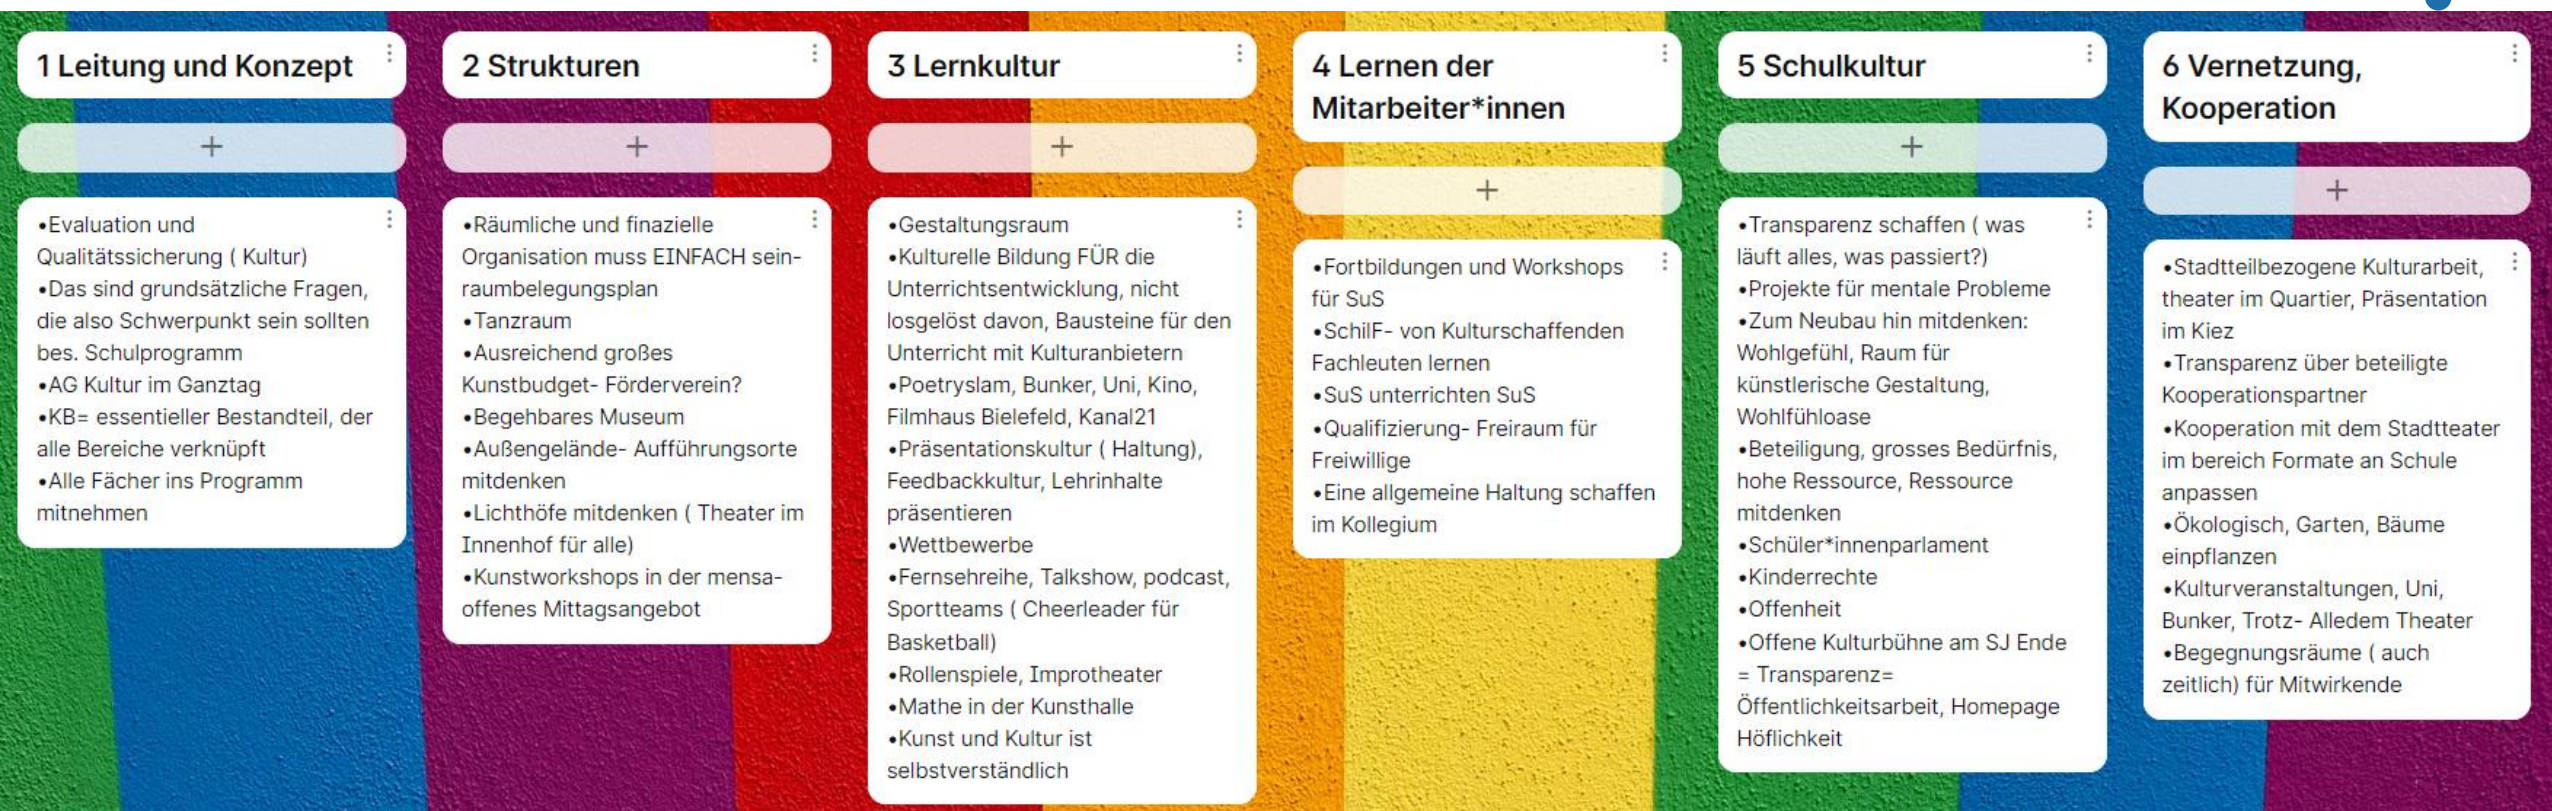 1 Leitung und Konzept
+
•Evaluation und
Qualitätssicherung ( Kultur)
•Das sind grundsätzliche Fragen,
die also Schwerpunkt sein sollten
bes. Schulprogramm
•AG Kultur im Ganztag
•KB= essentieller Bestandteil, der
alle Bereiche verknüpft
•Alle Fächer ins Programm
mitnehmen
2 Strukturen
+
•Räumliche und finazielle
Organisation muss EINFACH sein-
raumbelegungsplan
•Tanzraum
•Ausreichend großes
Kunstbudget- Förderverein?
•Begehbares Museum
•Außengelände- Aufführungsorte
mitdenken
•Lichthöfe mitdenken ( Theater im
Innenhof für alle)
•Kunstworkshops in der mensa-
offenes Mittagsangebot
3 Lernkultur
+
•Gestaltungsraum
•Kulturelle Bildung FÜR die
Unterrichtsentwicklung, nicht
losgelöst davon, Bausteine für den
Unterricht mit Kulturanbietern
•Poetryslam, Bunker, Uni, Kino,
Filmhaus Bielefeld, Kanal21
•Präsentationskultur ( Haltung),
Feedbackkultur, Lehrinhalte
präsentieren
•Wettbewerbe
•Fernsehreihe, Talkshow, podcast,
Sportteams ( Cheerleader für
Basketball)
•Rollenspiele, Improtheater
•Mathe in der Kunsthalle
•Kunst und Kultur ist
selbstverständlich
4 Lernen der
Mitarbeiter*innen
+
•Fortbildungen und Workshops
für SuS
•SchilF- von Kulturschaffenden
Fachleuten lernen
•SuS unterrichten SuS
•Qualifizierung- Freiraum für
Freiwillige
•Eine allgemeine Haltung schaffen
im Kollegium
5 Schulkultur
+
•Transparenz schaffen ( was
läuft alles, was passiert?)
•Projekte für mentale Probleme
•Zum Neubau hin mitdenken:
Wohlgefühl, Raum für
künstlerische Gestaltung,
Wohlfühloase
•Beteiligung, grosses Bedürfnis,
hohe Ressource, Ressource
mitdenken
•Schüler*innenparlament
•Kinderrechte
•Offenheit
•Offene Kulturbühne am SJ Ende
= Transparenz=
Öffentlichkeitsarbeit, Homepage
Höflichkeit
6 Vernetzung,
Kooperation
+
•Stadtteilbezogene Kulturarbeit,
theater im Quartier, Präsentation
im Kiez
•Transparenz über beteiligte
Kooperationspartner
•Kooperation mit dem Stadtteater
im bereich Formate an Schule
anpassen
•Ökologisch, Garten, Bäume
einpflanzen
•Kulturveranstaltungen, Uni,
Bunker, Trotz- Alledem Theater
•Begegnungsräume ( auch
zeitlich) für Mitwirkende